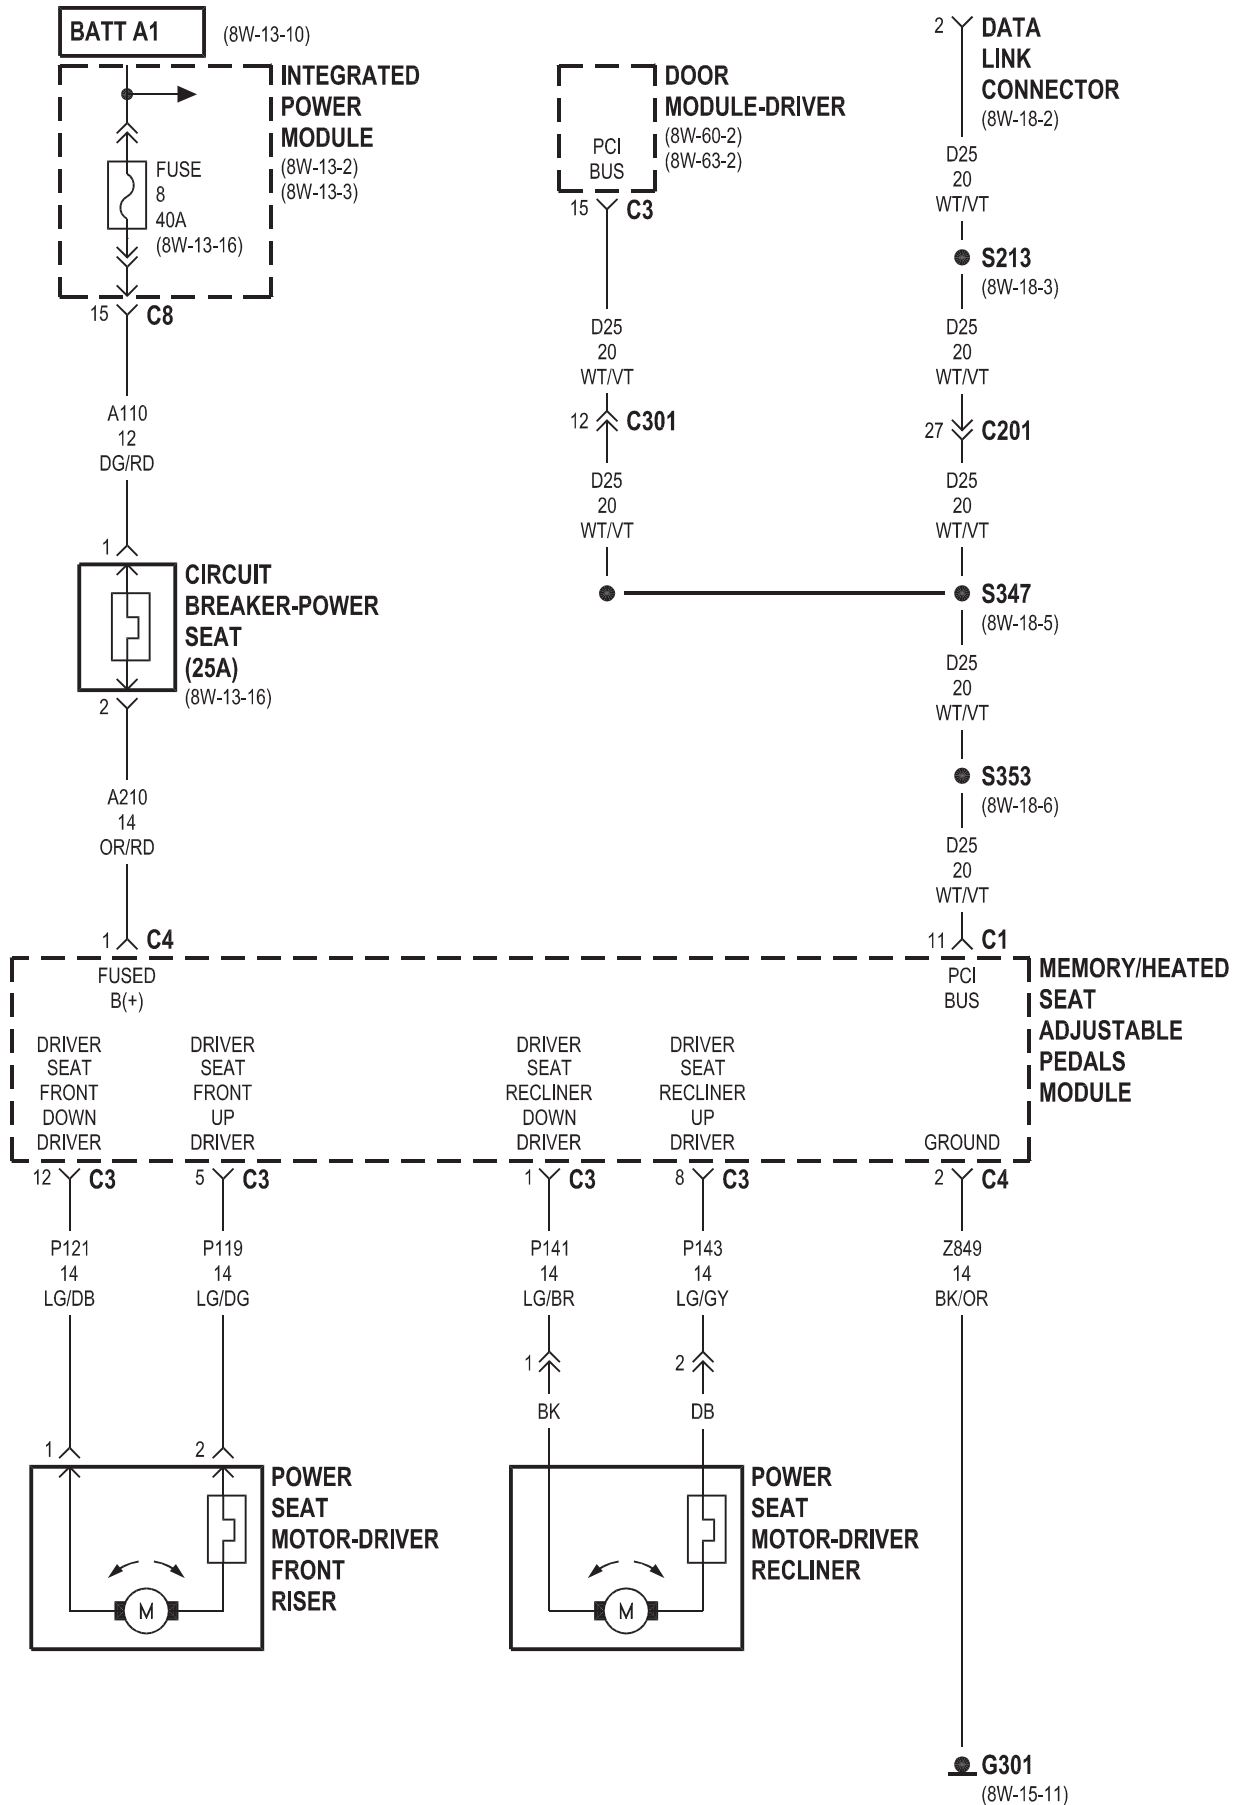 BATT A1
(8W-13-10)
INTEGRATED
POWER
MODULE
(8W-13-2)
(8W-13-3)
FUSE
8
40A
(8W-13-16)
15
C8
A110
12
DG/RD
1
CIRCUIT
BREAKER-POWER
SEAT
(25A)
(8W-13-16)
2
A210
14
OR/RD
1
C4
DOOR
MODULE-DRIVER
(8W-60-2)
(8W-63-2)
PCI
BUS
15
C3
D25
20
WT/VT
12
C301
D25
20
WT/VT
2
DATA
LINK
CONNECTOR
(8W-18-2)
D25
20
WT/VT
S213
(8W-18-3)
D25
20
WT/VT
27
C201
D25
20
WT/VT
S347
(8W-18-5)
D25
20
WT/VT
S353
(8W-18-6)
D25
20
WT/VT
11
C1
MEMORY/HEATED
SEAT
ADJUSTABLE
PEDALS
MODULE
FUSED
B(+)
PCI
BUS
DRIVER
SEAT
FRONT
DOWN
DRIVER
DRIVER
SEAT
FRONT
UP
DRIVER
DRIVER
SEAT
RECLINER
DOWN
DRIVER
DRIVER
SEAT
RECLINER
UP
DRIVER
GROUND
12
C3
5
C3
1
C3
8
C3
2
C4
P121
14
LG/DB
P119
14
LG/DG
P141
14
LG/BR
P143
14
LG/GY
Z849
14
BK/OR
1
2
BK
DB
1
2
POWER
SEAT
MOTOR-DRIVER
FRONT
RISER
M
POWER
SEAT
MOTOR-DRIVER
RECLINER
M
G301
(8W-15-11)